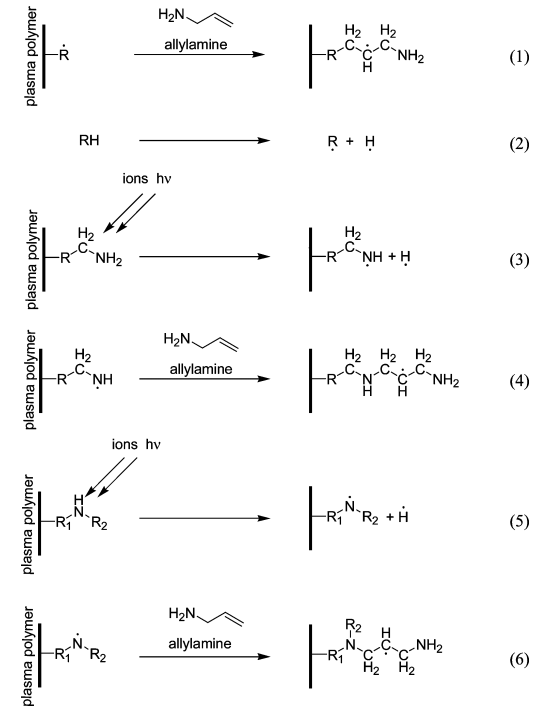 plasma polymer
Ṙ
H2N
allylamine
H2 H2
R C Ċ C NH2
H
(1)
RH
Ṙ + Ḣ
(2)
ions hν
plasma polymer
H2
R C NH2
H2
R C NH + H
(3)
plasma polymer
H2
R C NH
H2N
allylamine
H2 H2 H2
R C N C C C NH2
H H
(4)
ions hν
plasma polymer
H
R1 N R2
R1 N R2 + H
(5)
plasma polymer
R1 N R2
H2N
allylamine
R2
R1 N C C C NH2
H
H2 H2
(6)